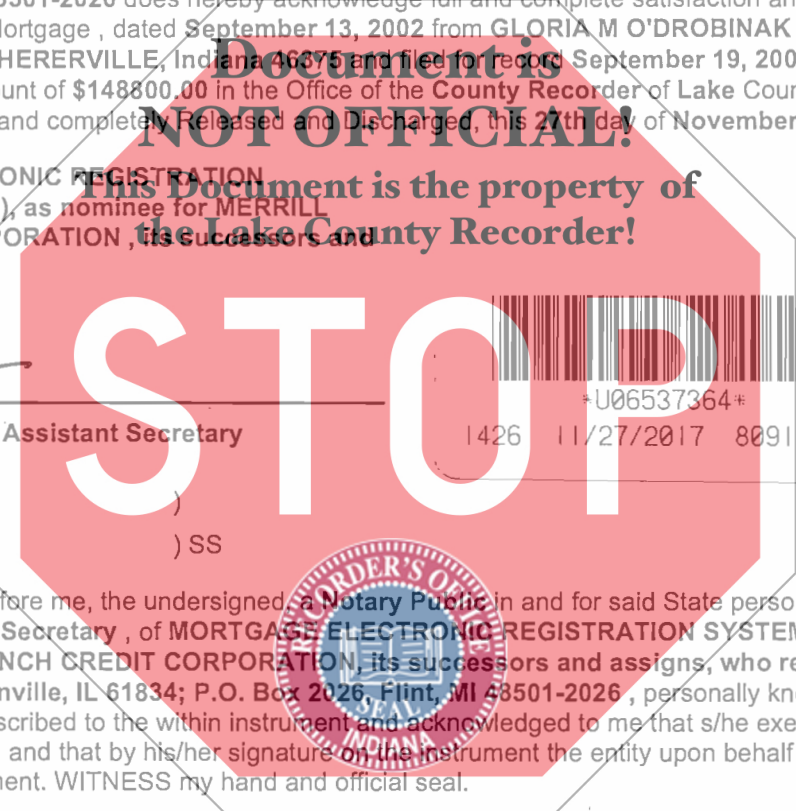 8501-2026 does hereby acknowledge full and complete satisfaction and
Mortgage , dated September 13, 2002 from GLORIA M O'DROBINAK
HERERVILLE, Indiana 46375 and filed for record September 19, 200
unt of $148800.00 in the Office of the County Recorder of Lake Coun
and completely Released and Discharged, this 27th day of November
Document is
NOT OFFICIAL!
This Document is the property of
the Lake County Recorder!
ONIC REGISTRATION
), as nominee for MERRILL
PORATION , its successors and
STOP
*U06537364*
1426 11/27/2017 8091
Assistant Secretary
)
) SS
RECORDER'S OFFICE
SEAL
INDIANA
fore me, the undersigned, a Notary Public in and for said State perso
Secretary , of MORTGAGE ELECTRONIC REGISTRATION SYSTEM
NCH CREDIT CORPORATION, its successors and assigns, who re
nville, IL 61834; P.O. Box 2026, Flint, MI 48501-2026 , personally kn
scribed to the within instrument and acknowledged to me that s/he exe
and that by his/her signature on the instrument the entity upon behalf
ment. WITNESS my hand and official seal.